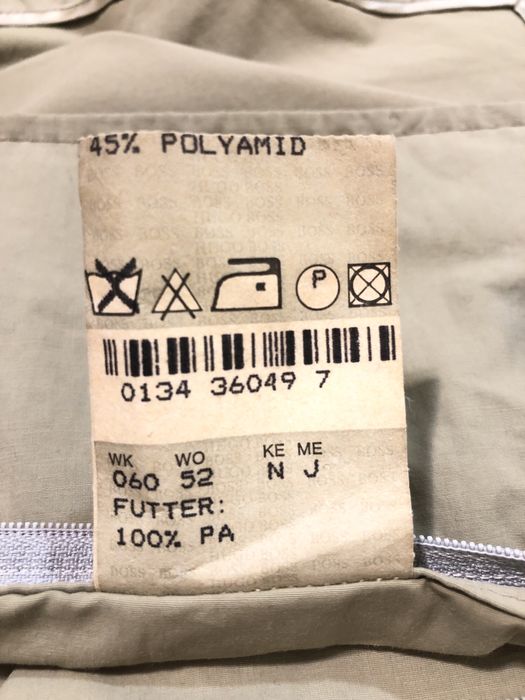 45% POLYAMID
P
0134 36049 7
WK WO KE ME
060 52 N J
FUTTER:
100% PA